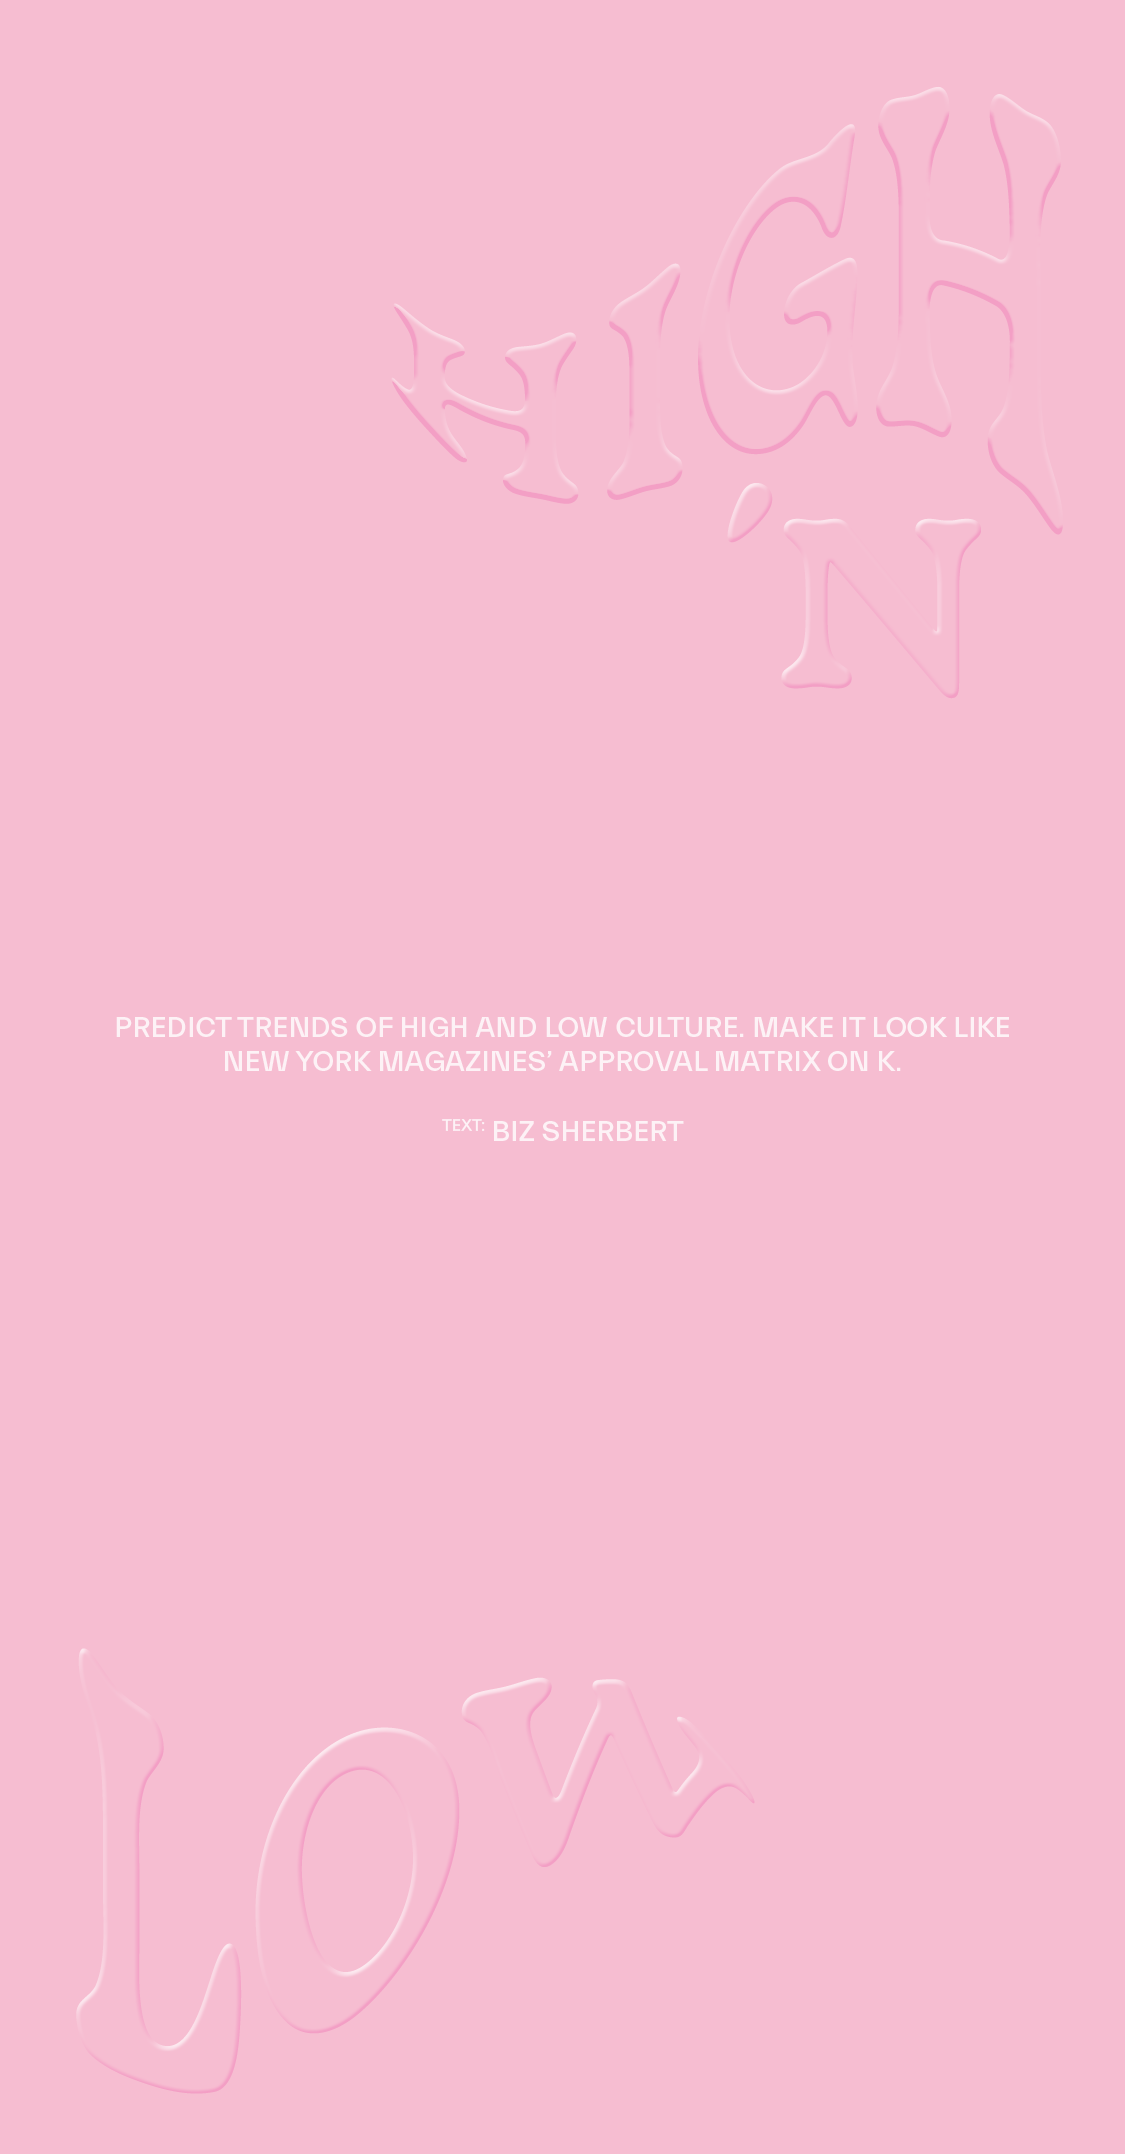 HIGH
'N
PREDICT TRENDS OF HIGH AND LOW CULTURE. MAKE IT LOOK LIKE
NEW YORK MAGAZINES’ APPROVAL MATRIX ON K.
TEXT: BIZ SHERBERT
LOW